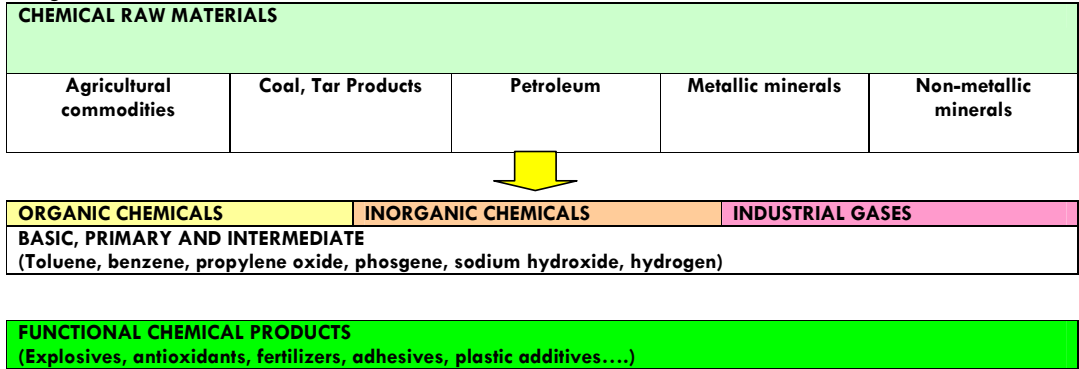 CHEMICAL RAW MATERIALS
Agricultural
commodities
Coal, Tar Products
Petroleum
Metallic minerals
Non-metallic
minerals
ORGANIC CHEMICALS
INORGANIC CHEMICALS
INDUSTRIAL GASES
BASIC, PRIMARY AND INTERMEDIATE
(Toluene, benzene, propylene oxide, phosgene, sodium hydroxide, hydrogen)
FUNCTIONAL CHEMICAL PRODUCTS
(Explosives, antioxidants, fertilizers, adhesives, plastic additives....)